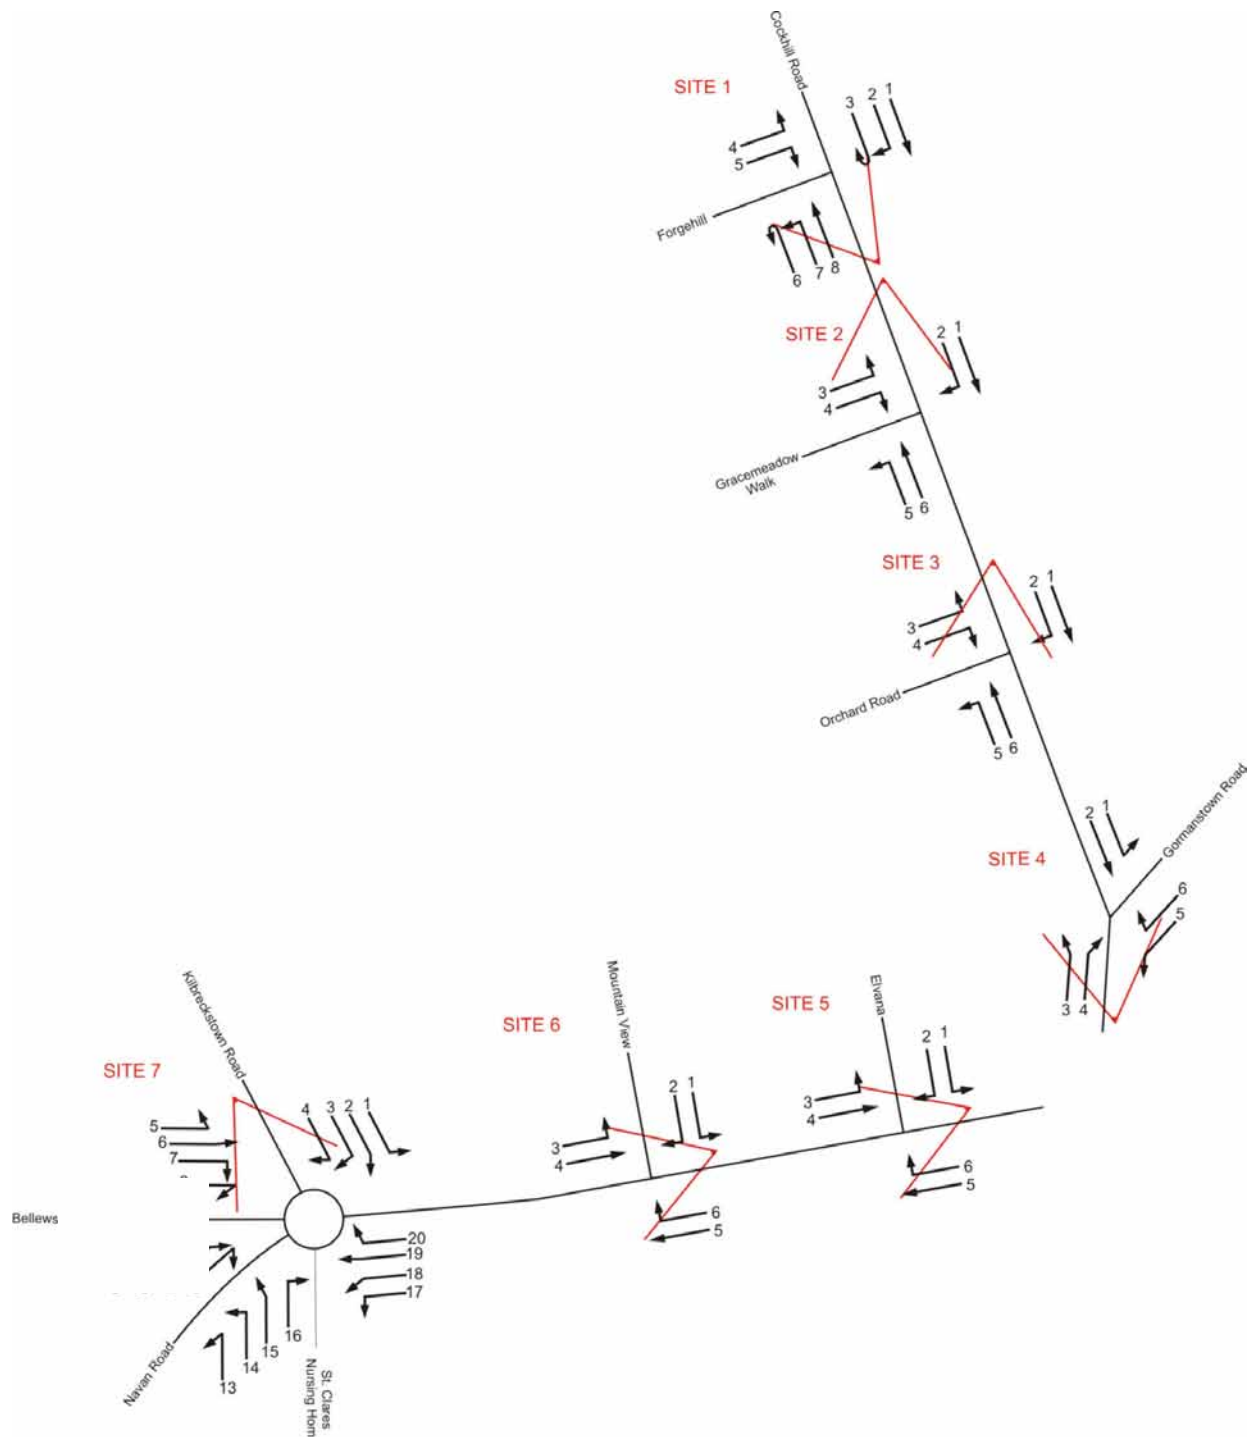 Cockhill Road
SITE 1
3 2 1
4
5
Forgehill
6 7 8
SITE 2
2 1
3
4
Gracemeadow
Walk
5 6
SITE 3
2 1
3
4
Orchard Road
5 6
2 1
Gormanstown Road
SITE 4
6
5
3 4
Elvana
SITE 5
2 1
3
4
6
5
Mountain View
SITE 6
2 1
3
4
6
5
Kilbreckstown Road
SITE 7
4 3 2 1
5
6
7
Bellews
20
19
18
17
16
15
14
13
Navan Road
St. Clares
Nursing Hom